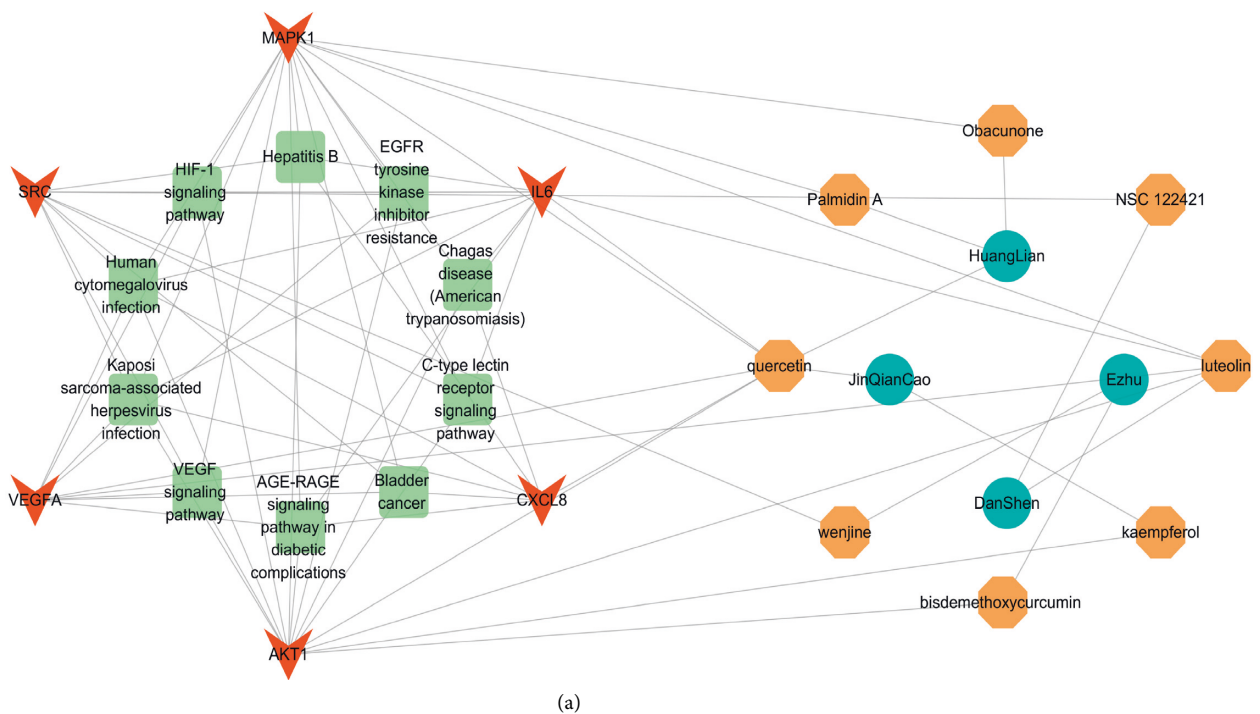 MAPK1
Obacunone
Hepatitis B
EGFR
tyrosine
kinase
inhibitor
resistance
HIF-1
signaling
pathway
SRC
IL6
Palmidin A
NSC 122421
HuangLian
Human
cytomegalovirus
infection
Chagas
disease
(American
trypanosomiasis)
Kaposi
sarcoma-associated
herpesvirus
infection
C-type lectin
receptor
signaling
pathway
quercetin
JinQianCao
Ezhu
luteolin
VEGFA
VEGF
signaling
pathway
AGE-RAGE
signaling
pathway in
diabetic
complications
Bladder
cancer
CXCL8
DanShen
wenjine
kaempferol
bisdemethoxycurcumin
AKT1
(a)